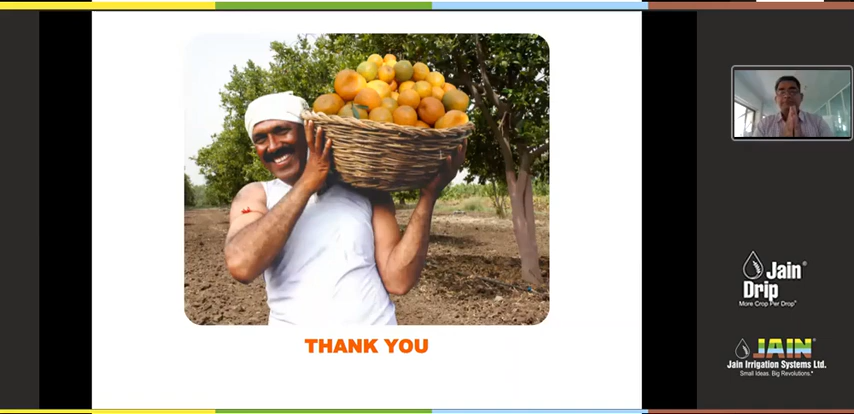 THANK YOU
Jain®
Drip
More Crop Per Drop®
JAIN®
Jain Irrigation Systems Ltd.
Small Ideas. Big Revolutions.®